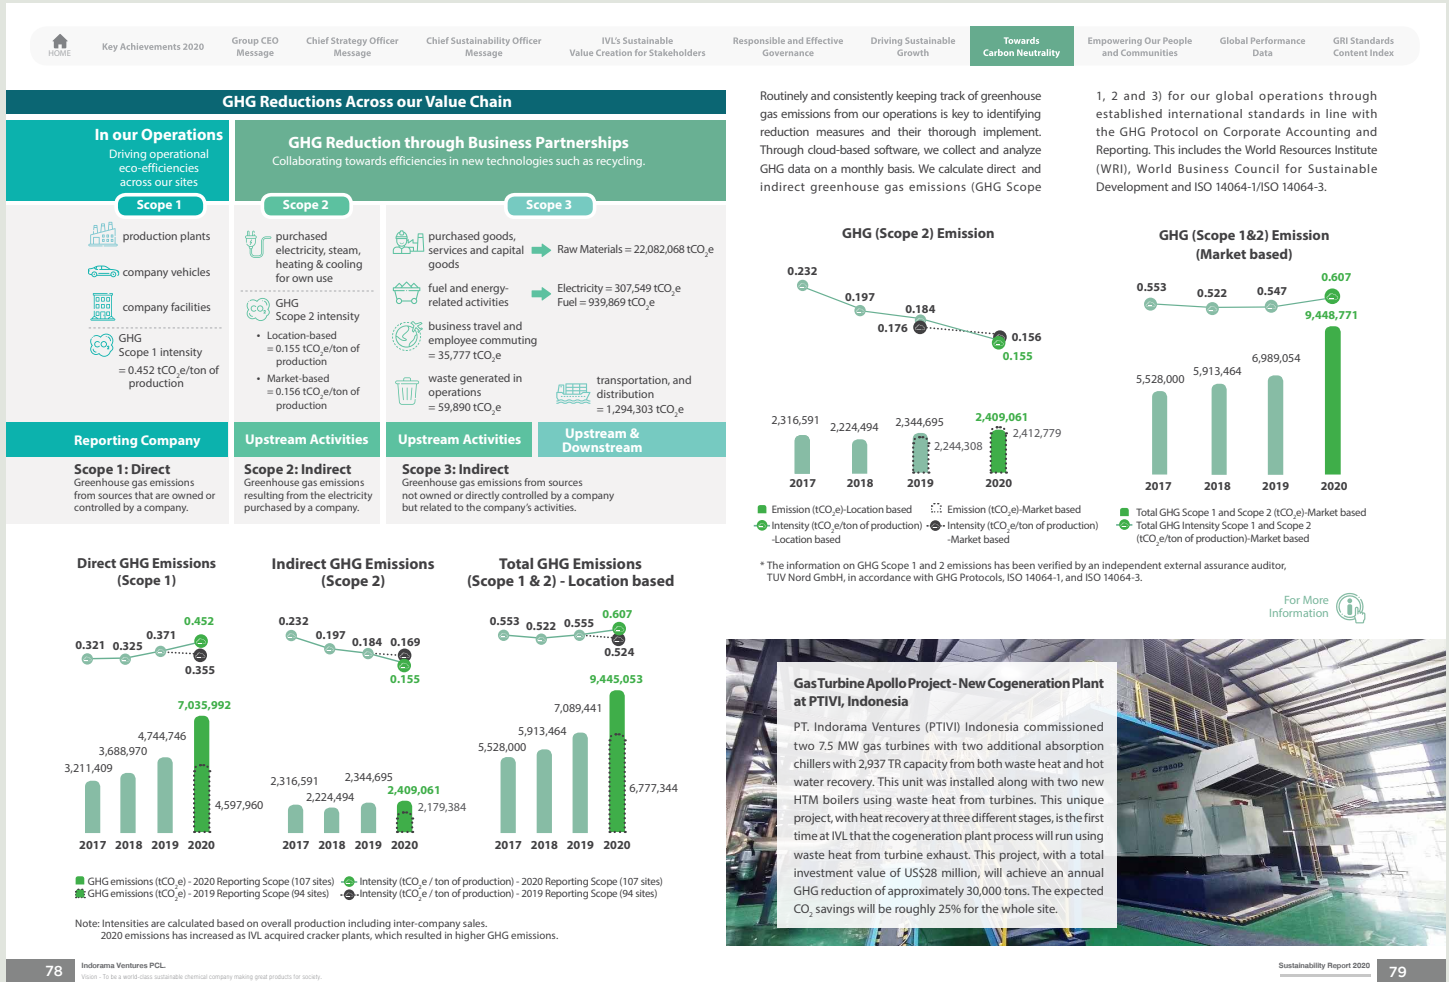 HOME
Key Achievements 2020
Group CEO
Message
Chief Strategy Officer
Message
Chief Sustainability Officer
Message
IVL's Sustainable
Value Creation for Stakeholders
Responsible and Effective
Governance
Driving Sustainable
Growth
Towards
Carbon Neutrality
Empowering Our People
and Communities
Global Performance
Data
GRI Standards
Content Index
GHG Reductions Across our Value Chain
In our Operations
Driving operational
eco-efficiencies
across our sites
GHG Reduction through Business Partnerships
Collaborating towards efficiencies in new technologies such as recycling.
Scope 1
Scope 2
Scope 3
production plants
company vehicles
company facilities
CO2
GHG
Scope 1 intensity
= 0.452 tCO2e/ton of
production
purchased
electricity, steam,
heating & cooling
for own use
CO2
GHG
Scope 2 intensity
• Location-based
= 0.155 tCO2e/ton of
production
• Market-based
= 0.156 tCO2e/ton of
production
purchased goods,
services and capital
goods
Raw Materials = 22,082,068 tCO2e
fuel and energy-
related activities
Electricity = 307,549 tCO2e
Fuel = 939,869 tCO2e
business travel and
employee commuting
= 35,777 tCO2e
waste generated in
operations
= 59,890 tCO2e
transportation, and
distribution
= 1,294,303 tCO2e
Reporting Company
Upstream Activities
Upstream Activities
Upstream &
Downstream
Scope 1: Direct
Greenhouse gas emissions
from sources that are owned or
controlled by a company.
Scope 2: Indirect
Greenhouse gas emissions
resulting from the electricity
purchased by a company.
Scope 3: Indirect
Greenhouse gas emissions from sources
not owned or directly controlled by a company
but related to the company's activities.
Direct GHG Emissions
(Scope 1)
0.321 0.325 0.371 0.452
0.355
7,035,992
4,744,746
3,688,970
3,211,409
4,597,960
2017 2018 2019 2020
Indirect GHG Emissions
(Scope 2)
0.232 0.197 0.184 0.169
0.155
2,316,591 2,224,494 2,344,695 2,409,061
2,179,384
2017 2018 2019 2020
Total GHG Emissions
(Scope 1 & 2) - Location based
0.553 0.522 0.555 0.607
0.524
9,445,053
7,089,441
5,913,464
5,528,000
6,777,344
2017 2018 2019 2020
GHG emissions (tCO2e) - 2020 Reporting Scope (107 sites) Intensity (tCO2e / ton of production) - 2020 Reporting Scope (107 sites)
GHG emissions (tCO2e) - 2019 Reporting Scope (94 sites) Intensity (tCO2e / ton of production) - 2019 Reporting Scope (94 sites)
Note: Intensities are calculated based on overall production including inter-company sales.
2020 emissions has increased as IVL acquired cracker plants, which resulted in higher GHG emissions.
78
Indorama Ventures PCL.
Vision - To be a world-class sustainable chemical company making great products for society.
Routinely and consistently keeping track of greenhouse
gas emissions from our operations is key to identifying
reduction measures and their thorough implement.
Through cloud-based software, we collect and analyze
GHG data on a monthly basis. We calculate direct and
indirect greenhouse gas emissions (GHG Scope
1, 2 and 3) for our global operations through
established international standards in line with
the GHG Protocol on Corporate Accounting and
Reporting. This includes the World Resources Institute
(WRI), World Business Council for Sustainable
Development and ISO 14064-1/ISO 14064-3.
GHG (Scope 2) Emission
0.232
0.197
0.184
0.176
0.156
0.155
2,316,591
2,224,494
2,344,695
2,244,308
2,409,061
2,412,779
2017 2018 2019 2020
Emission (tCO2e)-Location based Emission (tCO2e)-Market based
Intensity (tCO2e/ton of production)
-Location based
Intensity (tCO2e/ton of production)
-Market based
GHG (Scope 1&2) Emission
(Market based)
0.553 0.522 0.547 0.607
9,448,771
6,989,054
5,913,464
5,528,000
2017 2018 2019 2020
Total GHG Scope 1 and Scope 2 (tCO2e)-Market based
Total GHG Intensity Scope 1 and Scope 2
(tCO2e/ton of production)-Market based
* The information on GHG Scope 1 and 2 emissions has been verified by an independent external assurance auditor,
TUV Nord GmbH, in accordance with GHG Protocols, ISO 14064-1, and ISO 14064-3.
For More
Information
Gas Turbine Apollo Project - New Cogeneration Plant
at PTIVI, Indonesia
PT. Indorama Ventures (PTIVI) Indonesia commissioned
two 7.5 MW gas turbines with two additional absorption
chillers with 2,937 TR capacity from both waste heat and hot
water recovery. This unit was installed along with two new
HTM boilers using waste heat from turbines. This unique
project, with heat recovery at three different stages, is the first
time at IVL that the cogeneration plant process will run using
waste heat from turbine exhaust. This project, with a total
investment value of US$28 million, will achieve an annual
GHG reduction of approximately 30,000 tons. The expected
CO2 savings will be roughly 25% for the whole site.
Sustainability Report 2020
79